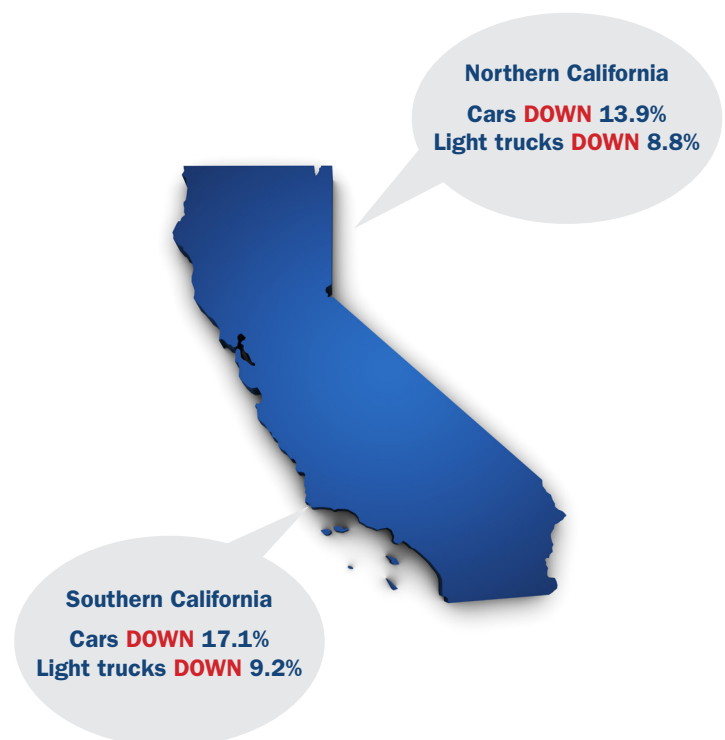 Northern California
Cars DOWN 13.9%
Light trucks DOWN 8.8%
Southern California
Cars DOWN 17.1%
Light trucks DOWN 9.2%